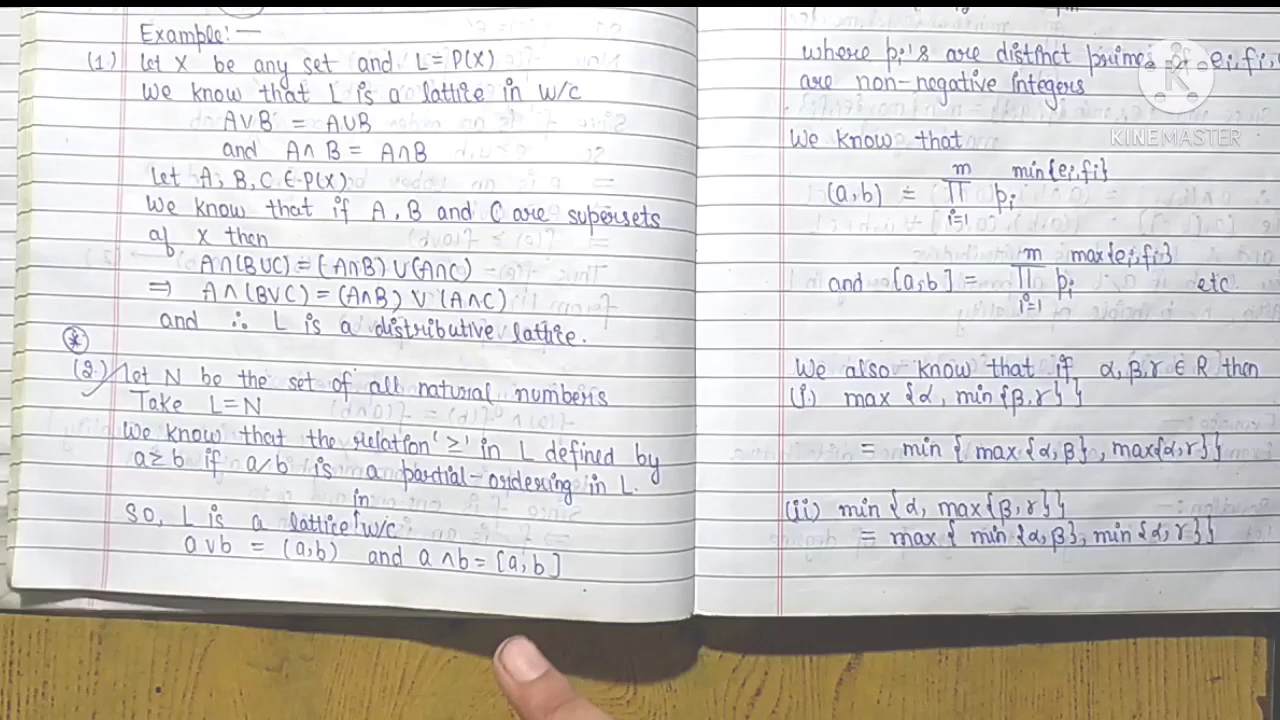 Example:—
(1.) Let X be any set and L = P(X)
We know that L is a lattice in w/c
A∨B = A∪B
and A∩B = A∩B
Let A, B, C ∈ P(X)
We know that if A, B and C are supersets
of X then
A∩(B∪C) = (A∩B) ∪ (A∩C)
⇒ A∩(B∨C) = (A∩B) ∨ (A∩C)
and ∴ L is a distributive lattice.
(*)
(2.) Let N be the set of all natural numbers
Take L=N
We know that the relation '≥' in L defined by
a≥b if a/b is a partial-ordering in L.
in
So, L is a lattice w/c
a∨b = (a,b) and a∧b = [a,b]
where pi's are distinct primes & ei, fi,
are non-negative integers
KINEMASTER
We know that
(a,b) = m∏i=1 pi min{ei,fi}
and [a,b] = m∏i=1 pi max{ei,fi} etc
We also know that if α, β, r ∈ R then
(i.) max {α, min{β, r}}
= min { max{α, β}, max{α, r}}
(ii) min {α, max{β, r}}
= max { min {α, β}, min {α, r}}